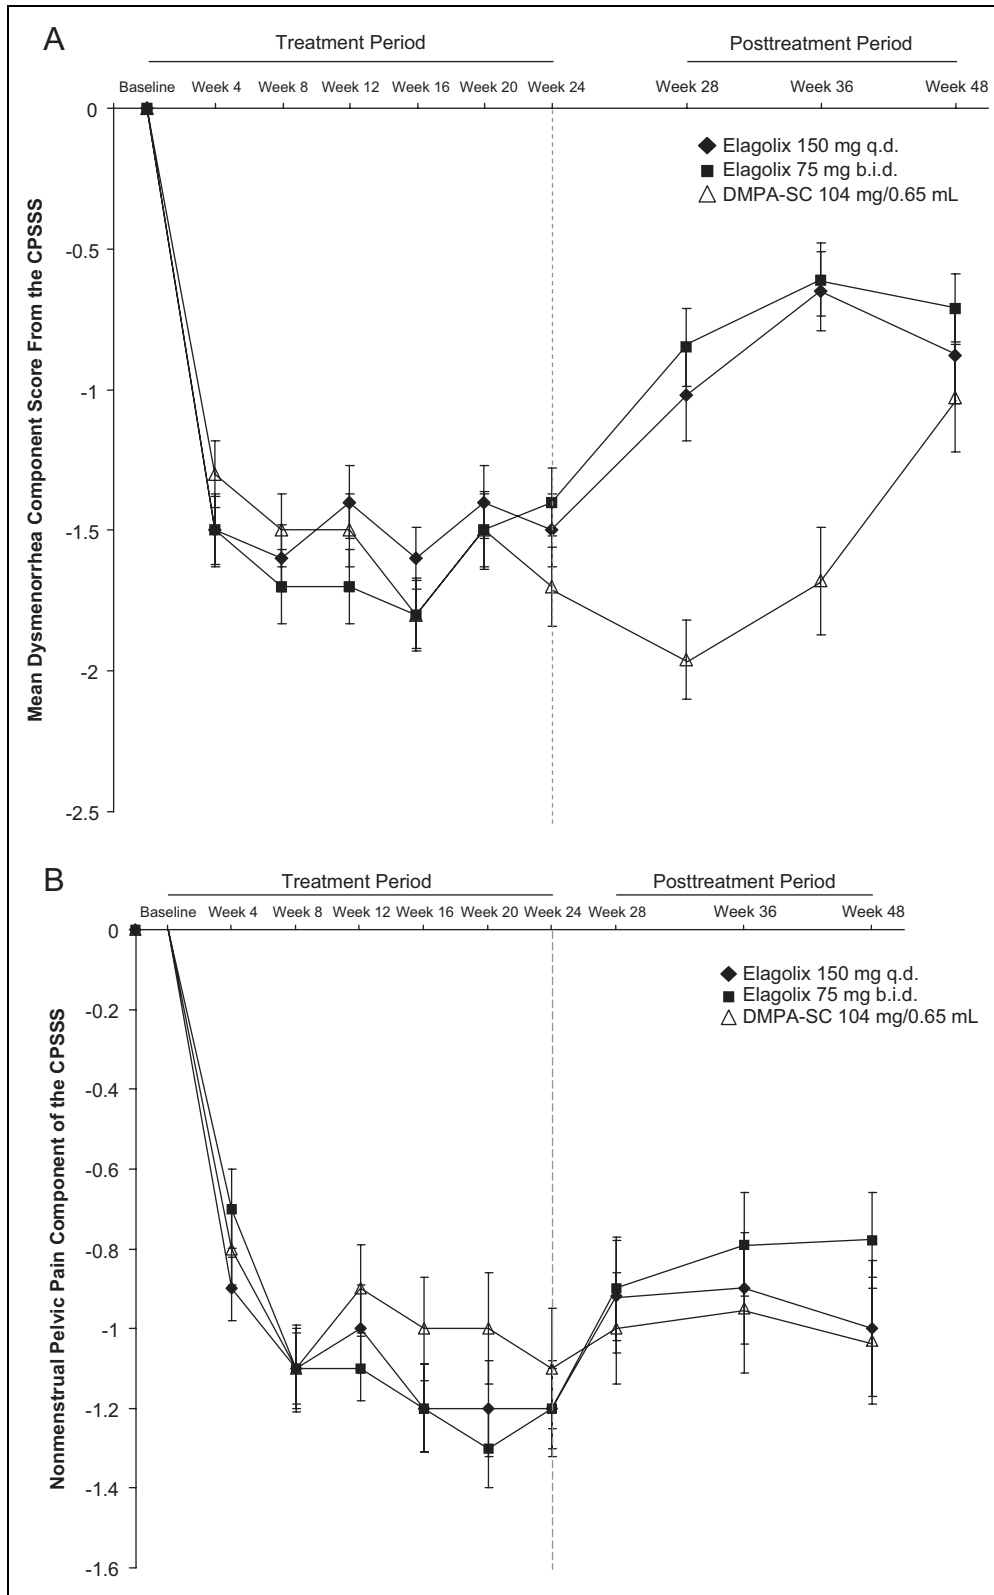 A
Treatment Period
Posttreatment Period
Baseline Week 4 Week 8 Week 12 Week 16 Week 20 Week 24 Week 28 Week 36 Week 48
0
-0.5
-1
-1.5
-2
-2.5
Mean Dysmenorrhea Component Score From the CPSSS
Elagolix 150 mg q.d.
Elagolix 75 mg b.i.d.
DMPA-SC 104 mg/0.65 mL
B
Treatment Period
Posttreatment Period
Baseline Week 4 Week 8 Week 12 Week 16 Week 20 Week 24 Week 28 Week 36 Week 48
0
-0.2
-0.4
-0.6
-0.8
-1
-1.2
-1.4
-1.6
Nonmenstrual Pelvic Pain Component of the CPSSS
Elagolix 150 mg q.d.
Elagolix 75 mg b.i.d.
DMPA-SC 104 mg/0.65 mL